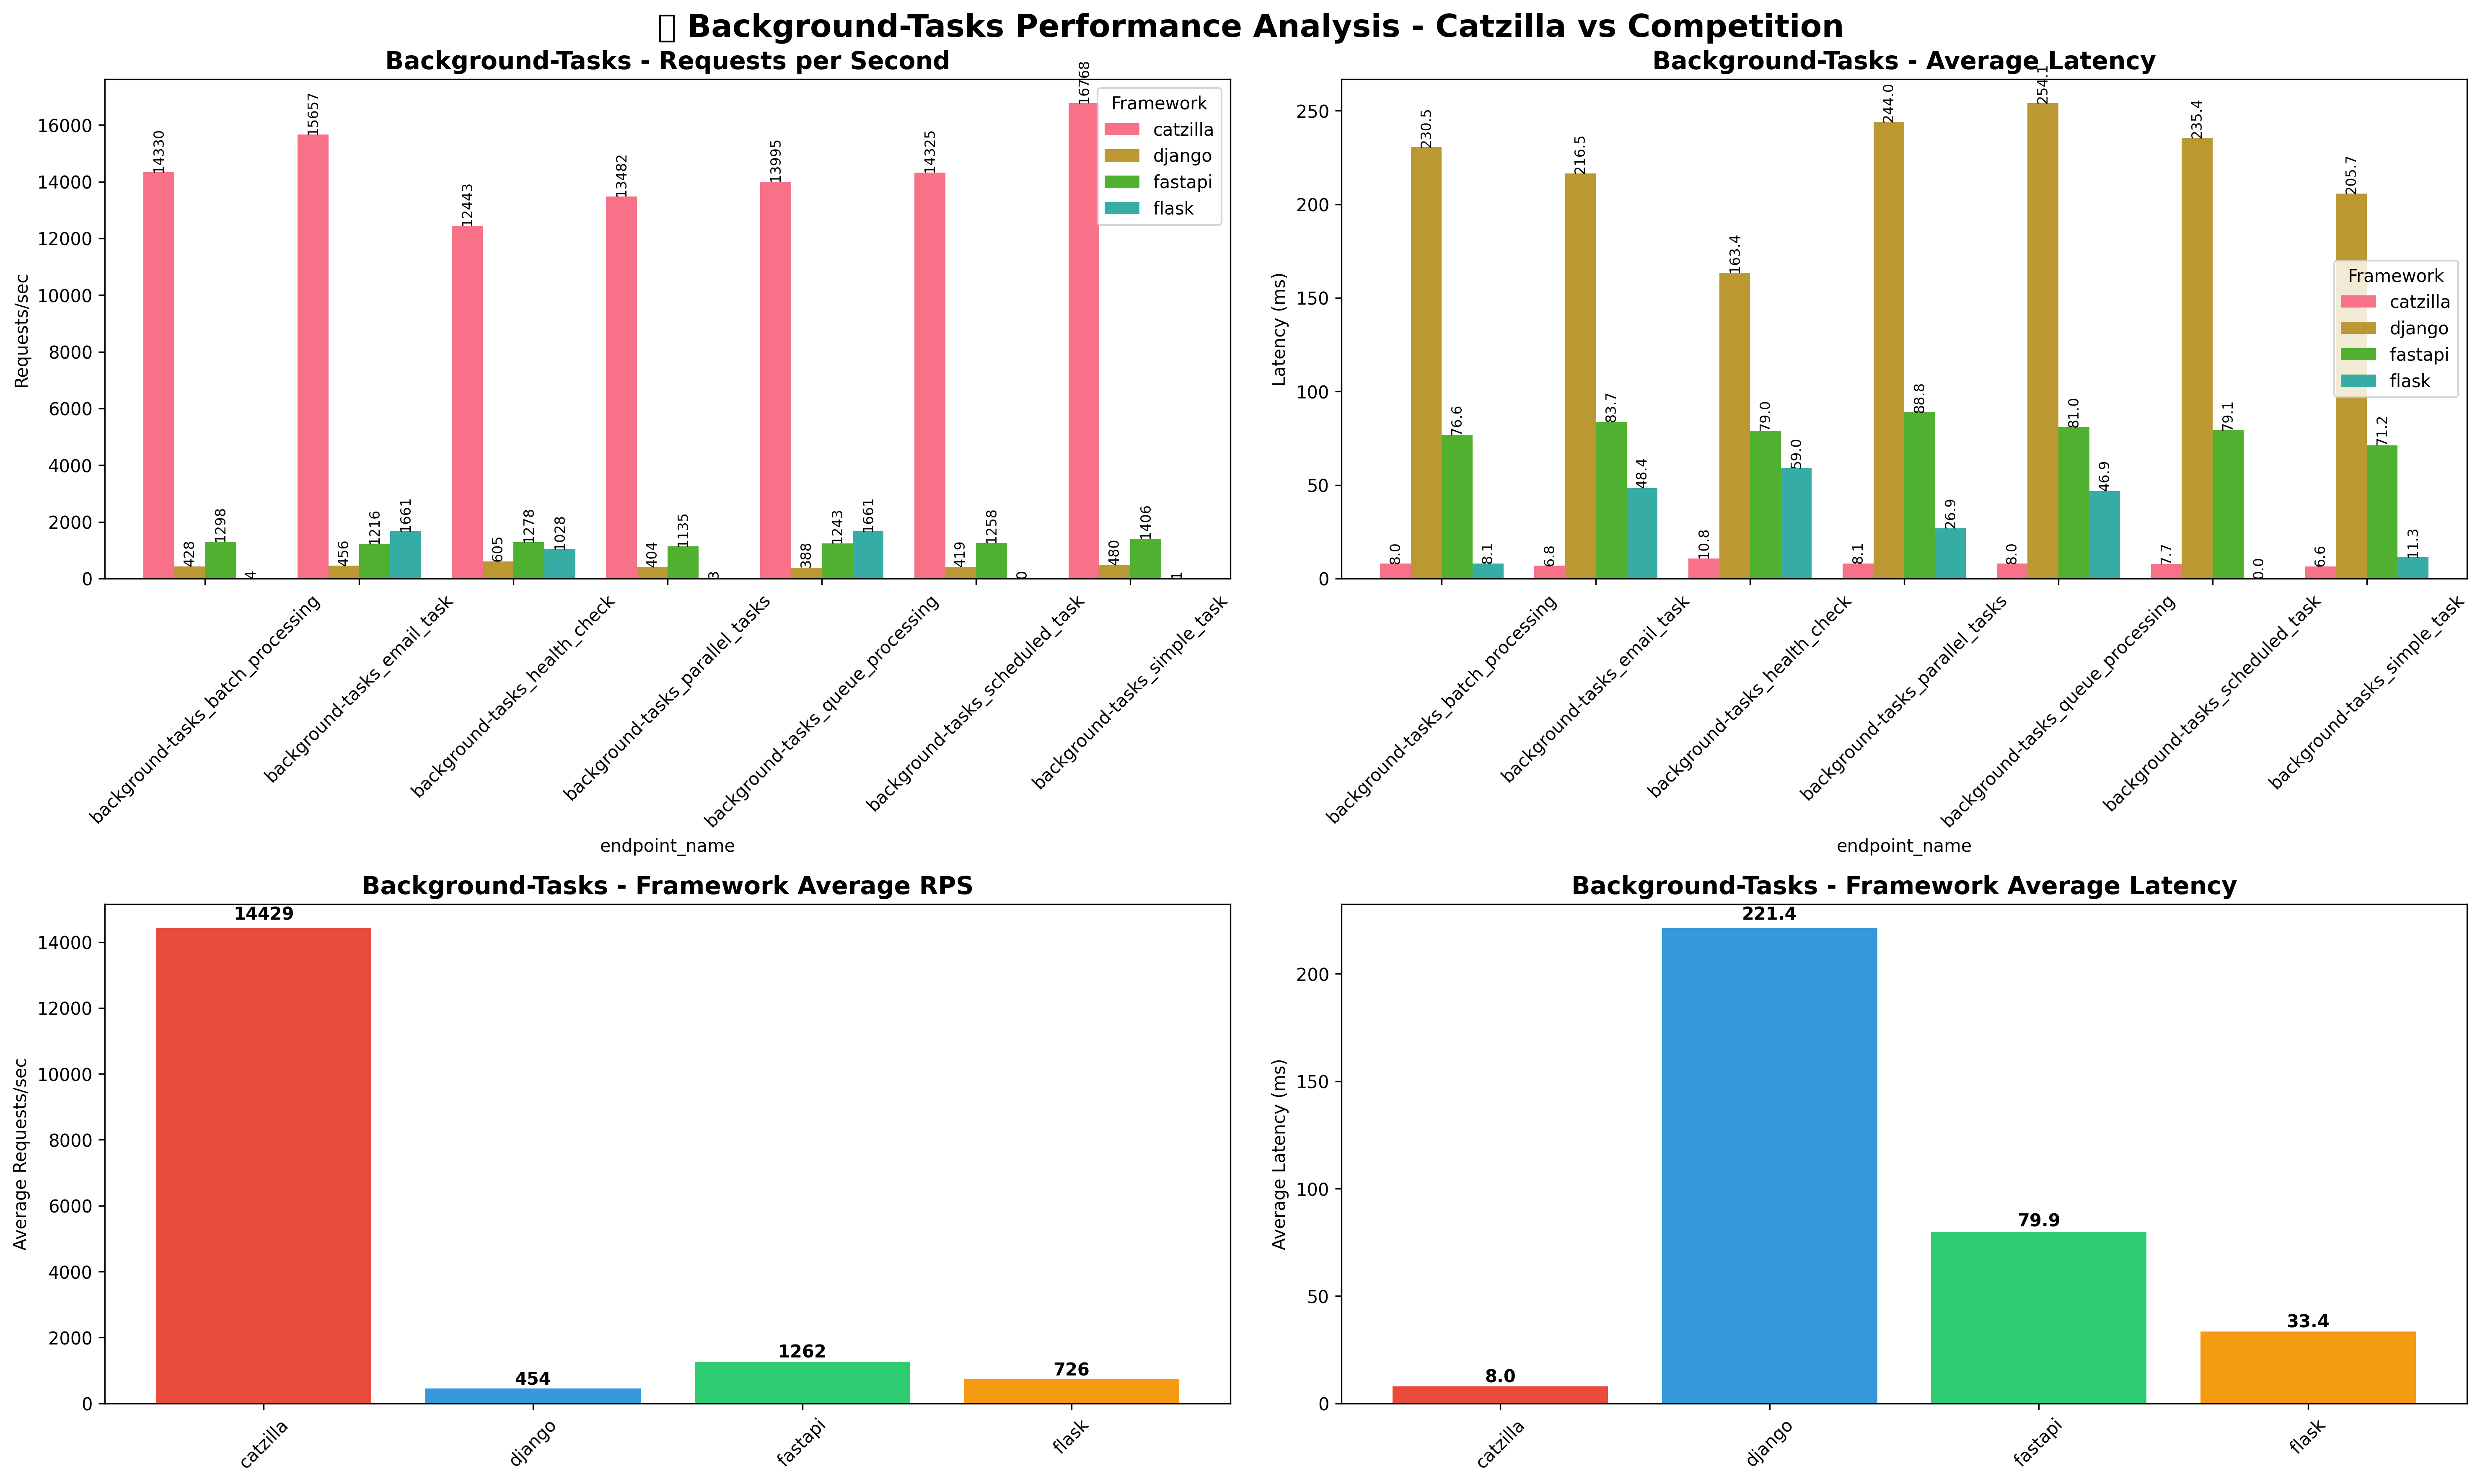 Background-Tasks Performance Analysis - Catzilla vs Competition
Background-Tasks - Requests per Second
Requests/sec
16000
14000
12000
10000
8000
6000
4000
2000
0
14330
428
1298
4
15657
456
1216
1661
12443
605
1278
1028
13482
404
1135
3
13995
388
1243
1661
14325
419
1258
0
16768
480
1406
1
Framework
catzilla
django
fastapi
flask
background-tasks_batch_processing
background-tasks_email_task
background-tasks_health_check
background-tasks_parallel_tasks
background-tasks_queue_processing
background-tasks_scheduled_task
background-tasks_simple_task
endpoint_name
Background-Tasks - Average Latency
Latency (ms)
250
200
150
100
50
0
8.0
230.5
76.6
8.1
6.8
216.5
83.7
48.4
10.8
163.4
79.0
59.0
8.1
244.0
88.8
26.9
8.0
254.1
81.0
46.9
7.7
235.4
79.1
0.0
6.6
205.7
71.2
11.3
Framework
catzilla
django
fastapi
flask
background-tasks_batch_processing
background-tasks_email_task
background-tasks_health_check
background-tasks_parallel_tasks
background-tasks_queue_processing
background-tasks_scheduled_task
background-tasks_simple_task
endpoint_name
Background-Tasks - Framework Average RPS
Average Requests/sec
14000
12000
10000
8000
6000
4000
2000
0
14429
454
1262
726
catzilla
django
fastapi
flask
Background-Tasks - Framework Average Latency
Average Latency (ms)
200
150
100
50
0
8.0
221.4
79.9
33.4
catzilla
django
fastapi
flask